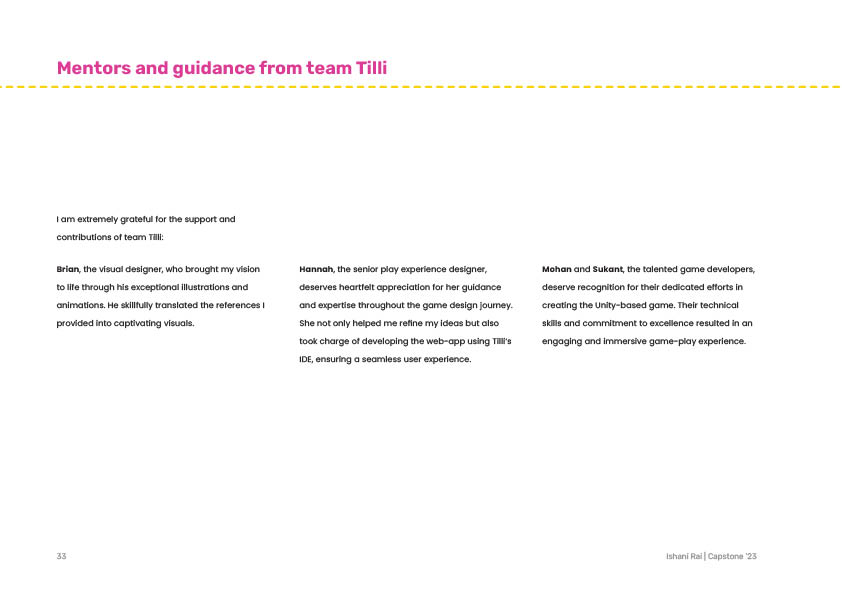 Mentors and guidance from team Tilli
I am extremely grateful for the support and
contributions of team Tilli:
Brian, the visual designer, who brought my vision
to life through his exceptional illustrations and
animations. He skillfully translated the references I
provided into captivating visuals.
Hannah, the senior play experience designer,
deserves heartfelt appreciation for her guidance
and expertise throughout the game design journey.
She not only helped me refine my ideas but also
took charge of developing the web-app using Tilli's
IDE, ensuring a seamless user experience.
Mohan and Sukant, the talented game developers,
deserve recognition for their dedicated efforts in
creating the Unity-based game. Their technical
skills and commitment to excellence resulted in an
engaging and immersive game-play experience.
33
Ishani Rai | Capstone '23